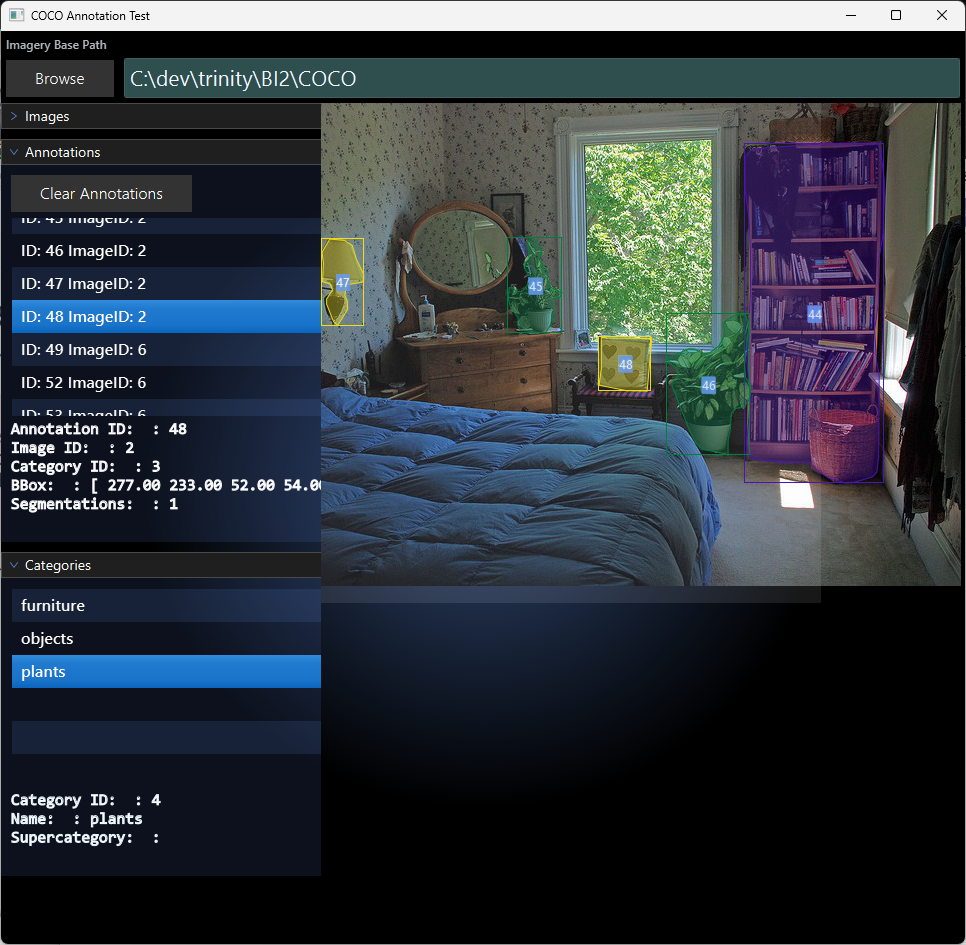 COCO Annotation Test
Imagery Base Path
Browse
C:\dev\trinity\BI2\COCO
Images
Annotations
Clear Annotations
ID: 45 ImageID: 2
ID: 46 ImageID: 2
ID: 47 ImageID: 2
ID: 48 ImageID: 2
ID: 49 ImageID: 6
ID: 52 ImageID: 6
ID: 53 ImageID: 6
Annotation ID:  : 48
Image ID:  : 2
Category ID:  : 3
BBox:  : [ 277.00 233.00 52.00 54.00
Segmentations:  : 1
Categories
furniture
objects
plants
Category ID:  : 4
Name:  : plants
Supercategory:  :
47
45
48
46
44